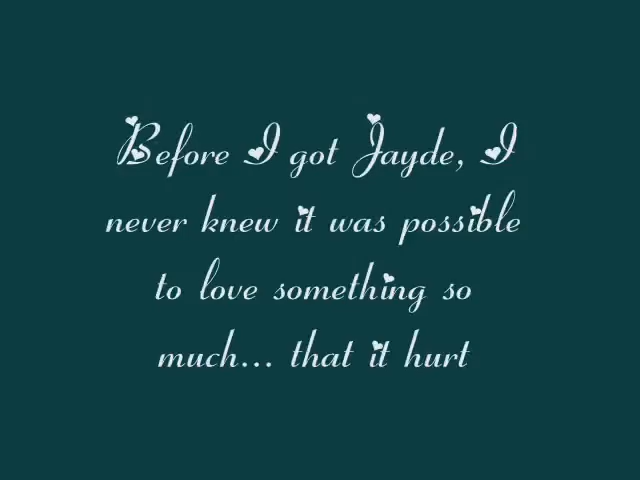 Before I got Jayde, I
never knew it was possible
to love something so
much... that it hurt